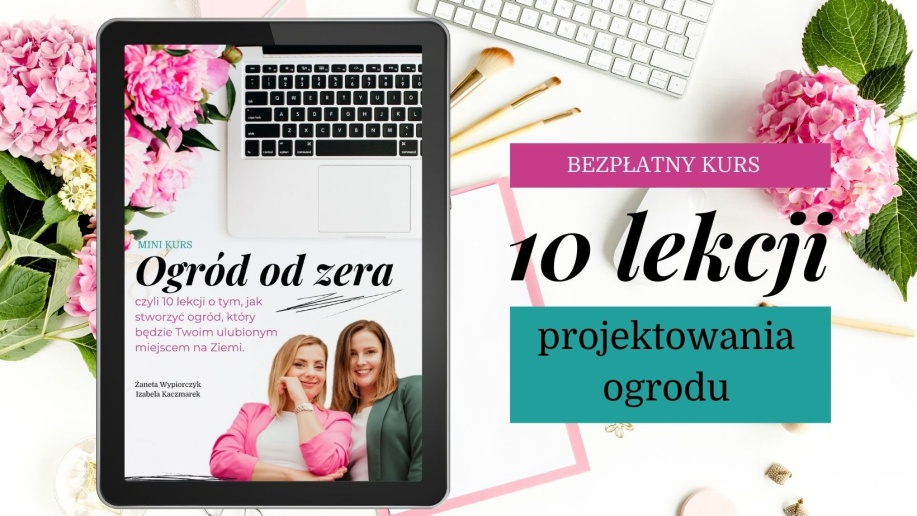 MINI KURS
Ogród od zera
czyli 10 lekcji o tym, jak
stworzyć ogród, który
będzie Twoim ulubionym
miejscem na Ziemi.
Żaneta Wypiorczyk
Izabela Kaczmarek
BEZPŁATNY KURS
10 lekcji
projektowania
ogrodu